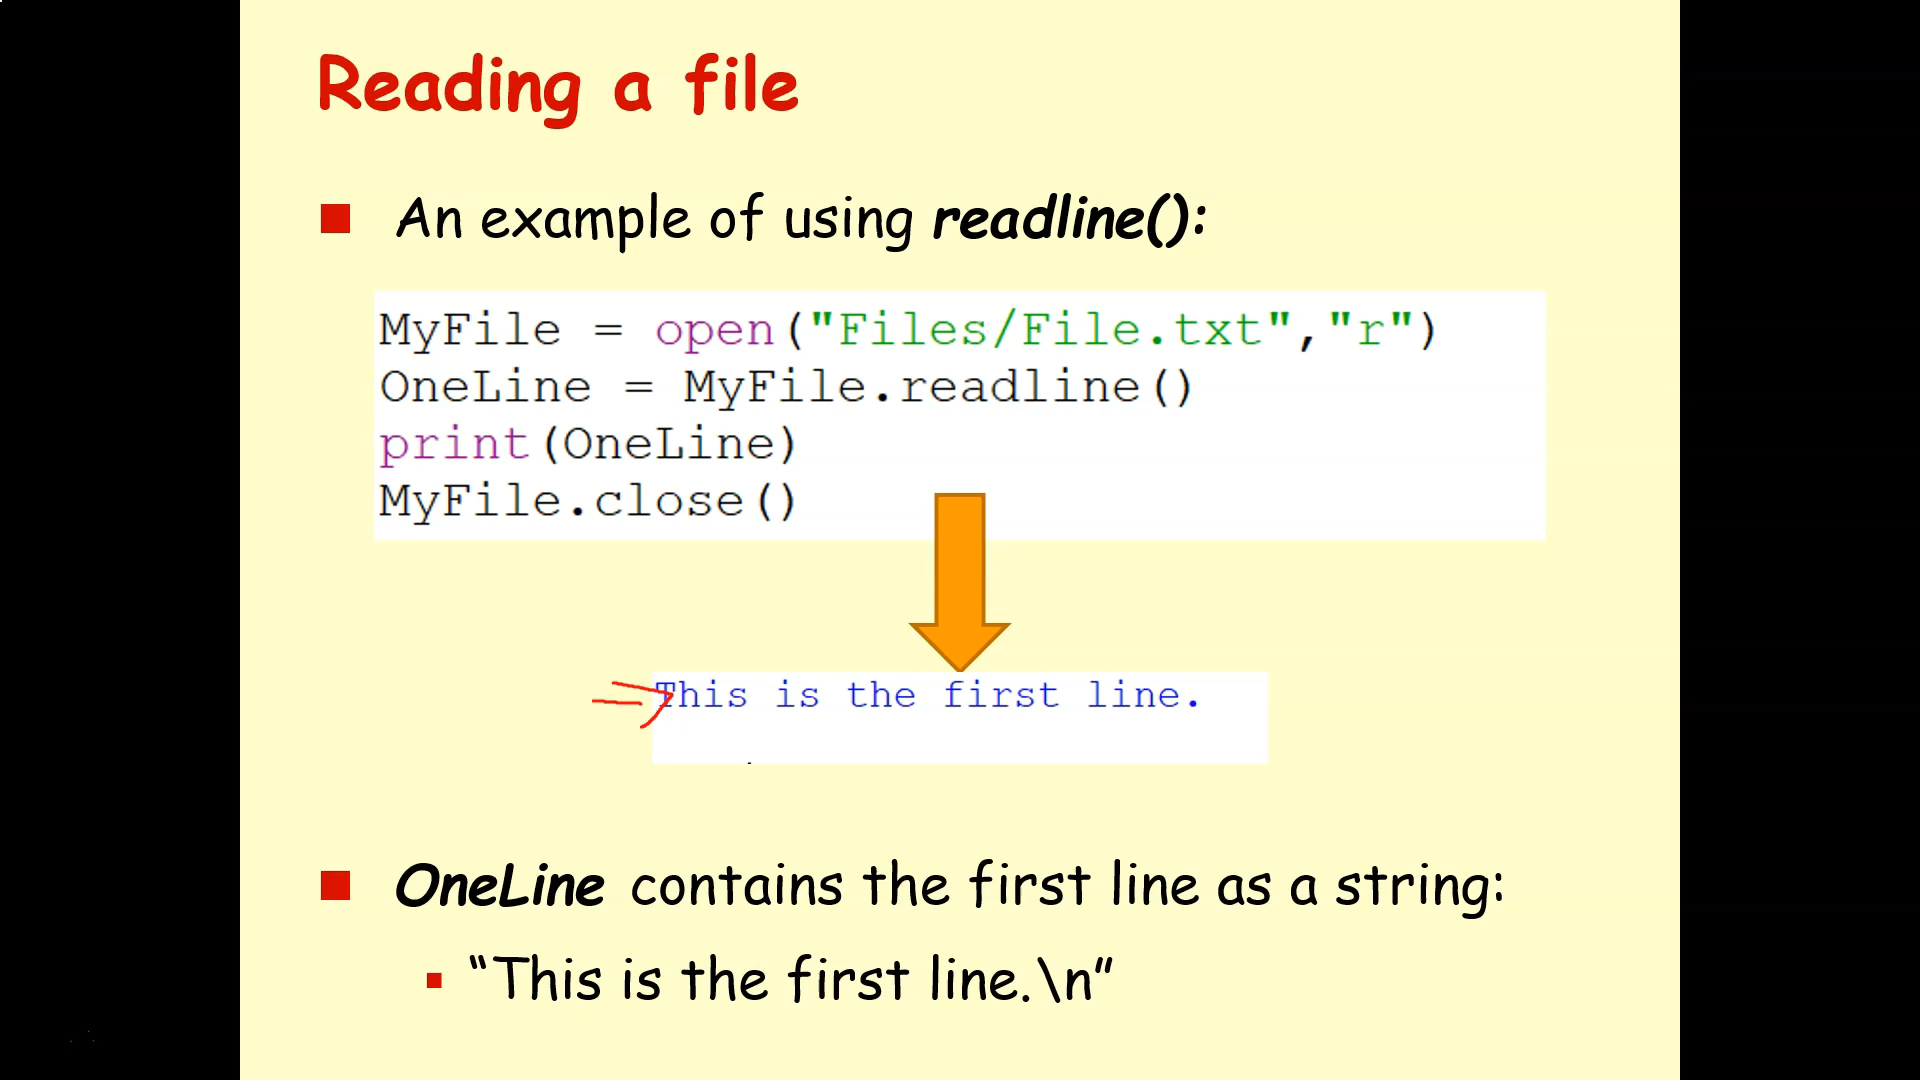 Reading a file
An example of using readline():
MyFile = open("Files/File.txt","r")
OneLine = MyFile.readline()
print(OneLine)
MyFile.close()
This is the first line.
OneLine contains the first line as a string:
“This is the first line.\n”